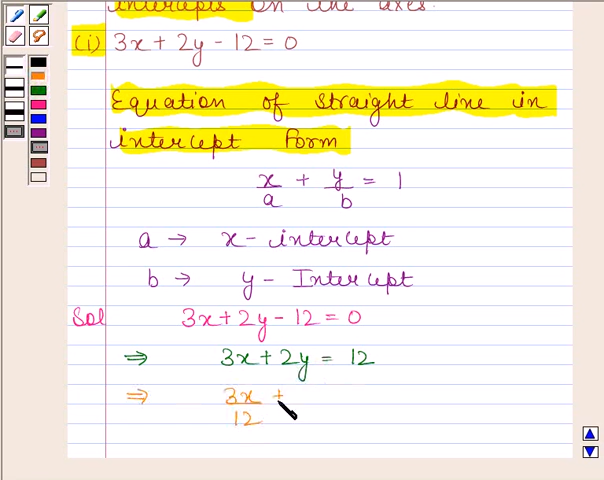 intercepts on the axes.
(i) 3x + 2y - 12 = 0
Equation of straight line in
intercept Form
x/a + y/b = 1
a → x - intercept
b → y - Intercept
Sol 3x + 2y - 12 = 0
⇒ 3x + 2y = 12
⇒ 3x/12 +